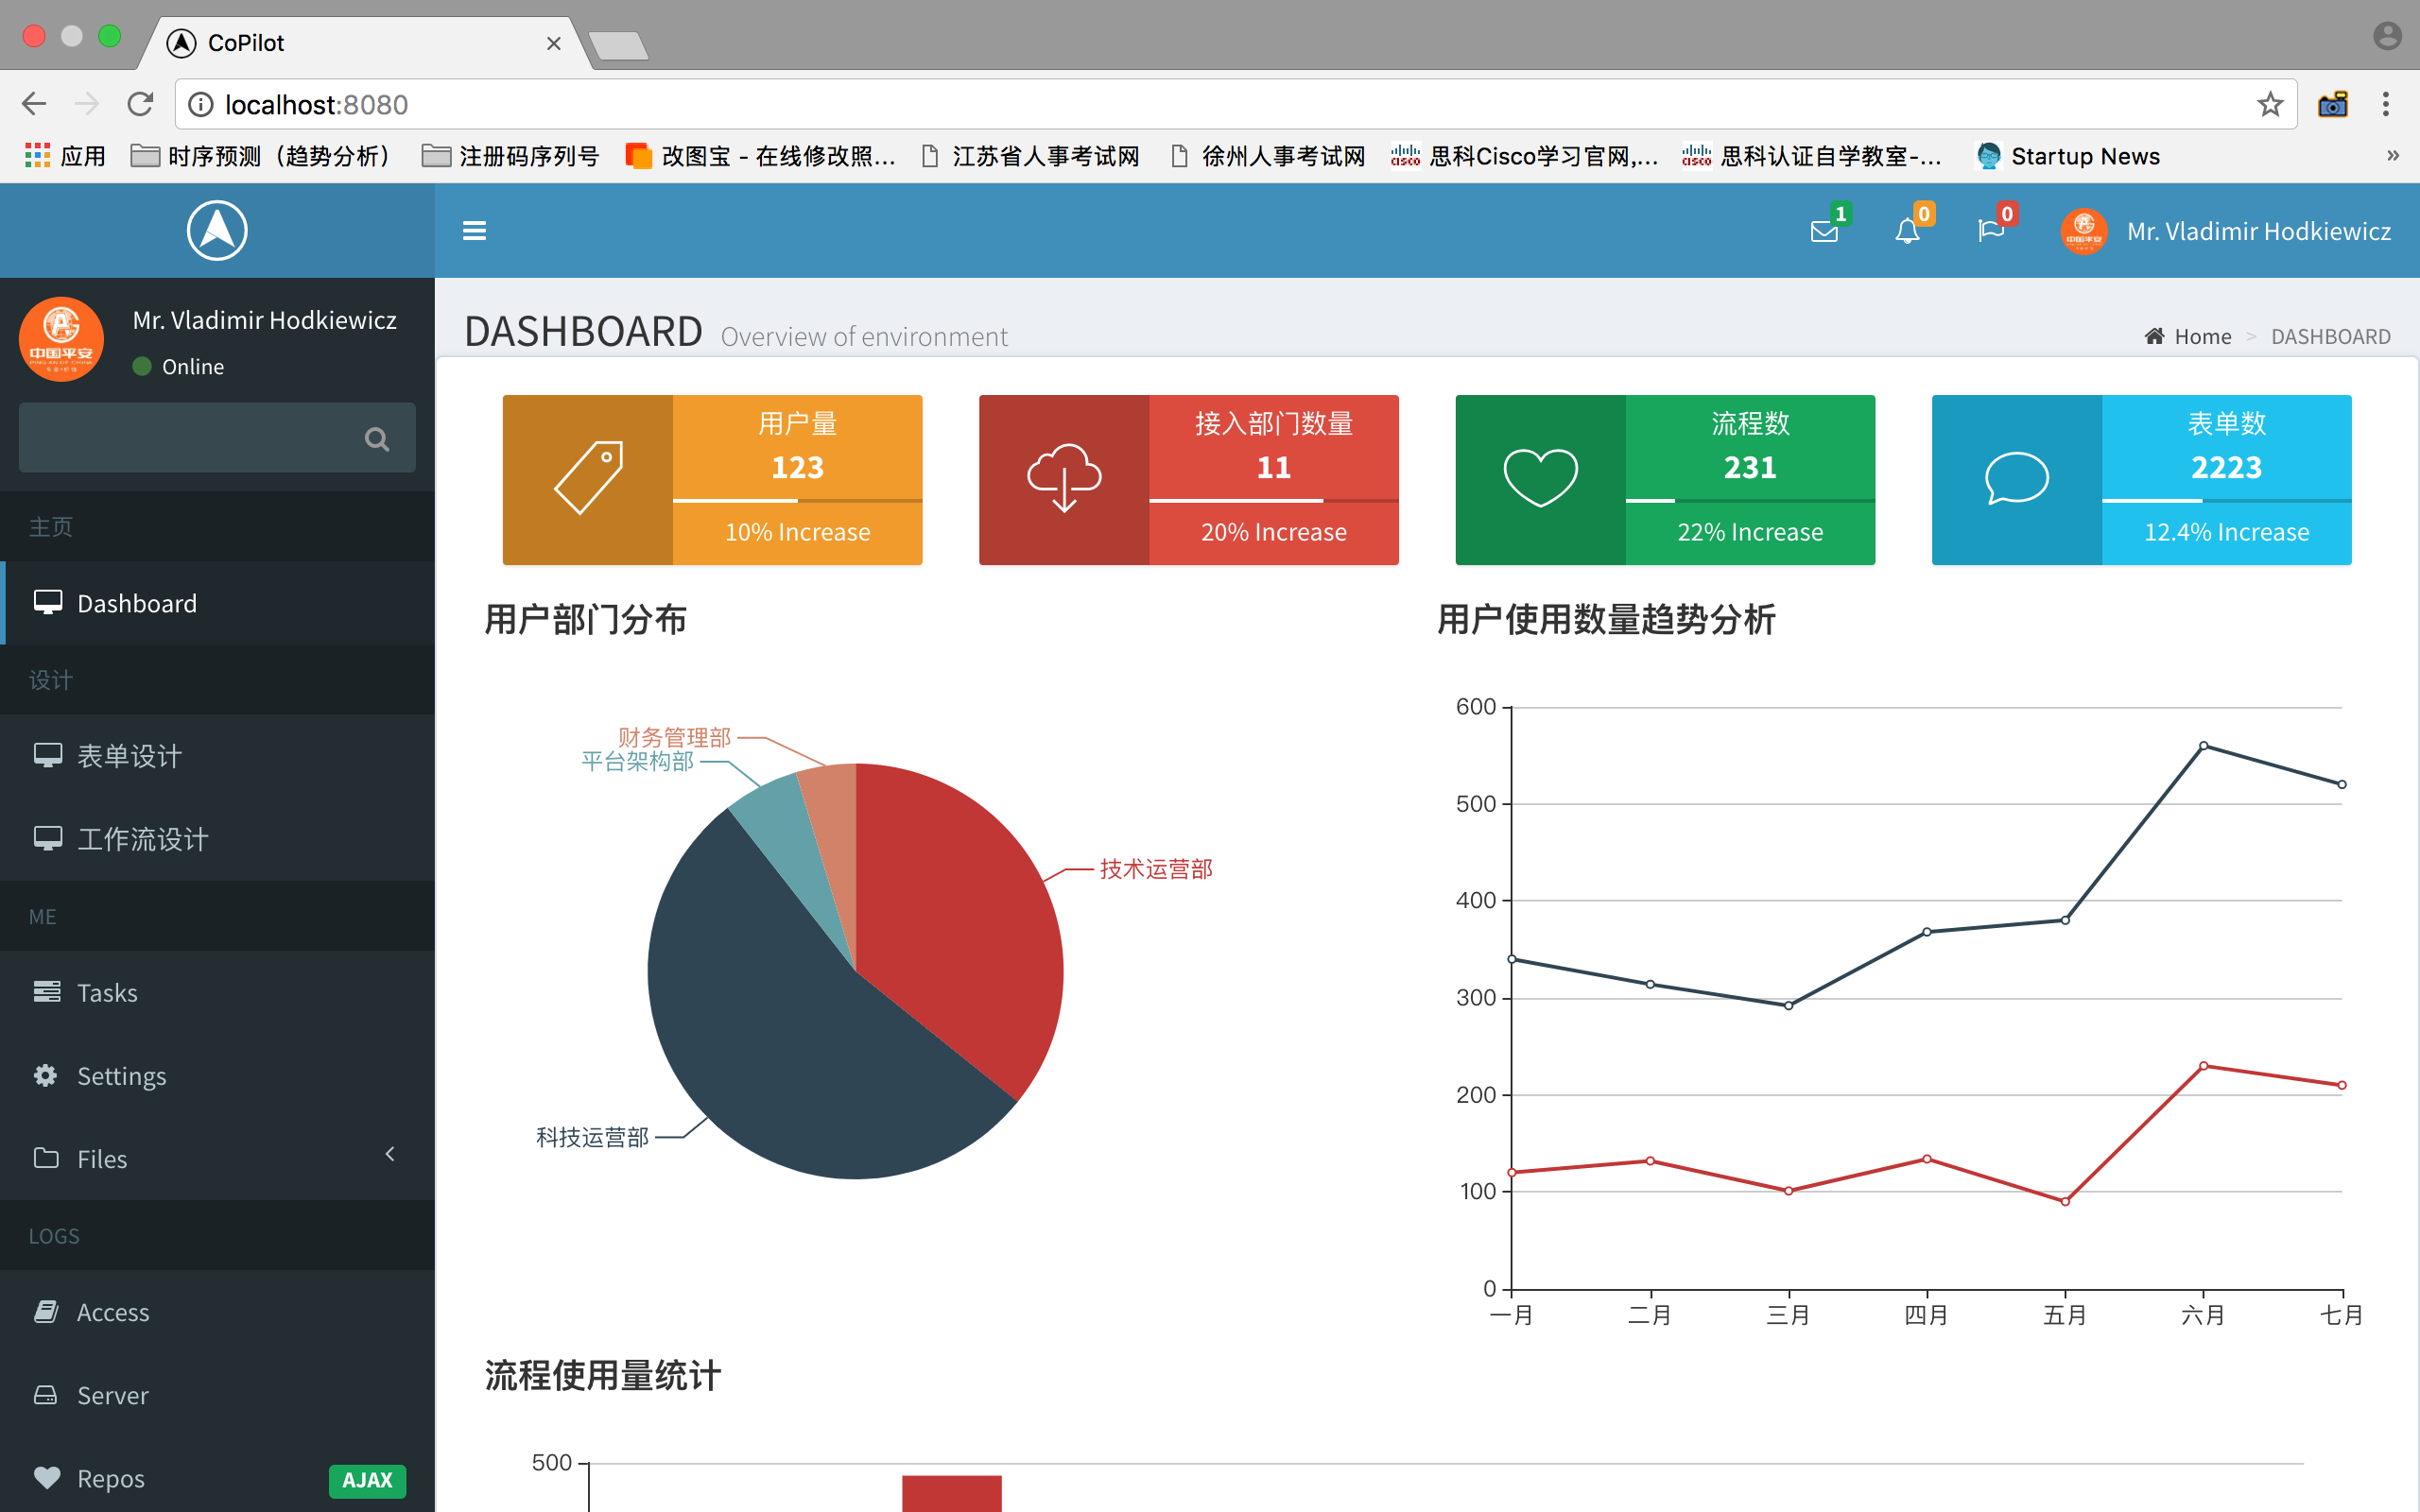 CoPilot
localhost:8080
应用
时序预测（趋势分析）
注册码序列号
改图宝 - 在线修改照...
江苏省人事考试网
徐州人事考试网
思科Cisco学习官网,...
思科认证自学教室-...
Startup News
»
1
0
0
Mr. Vladimir Hodkiewicz
Mr. Vladimir Hodkiewicz
Online
中国平安
主页
Dashboard
设计
表单设计
工作流设计
ME
Tasks
Settings
Files
LOGS
Access
Server
Repos
AJAX
DASHBOARD
Overview of environment
Home > DASHBOARD
用户量
123
10% Increase
接入部门数量
11
20% Increase
流程数
231
22% Increase
表单数
2223
12.4% Increase
用户部门分布
财务管理部
平台架构部
技术运营部
科技运营部
用户使用数量趋势分析
600
500
400
300
200
100
0
一月
二月
三月
四月
五月
六月
七月
流程使用量统计
500